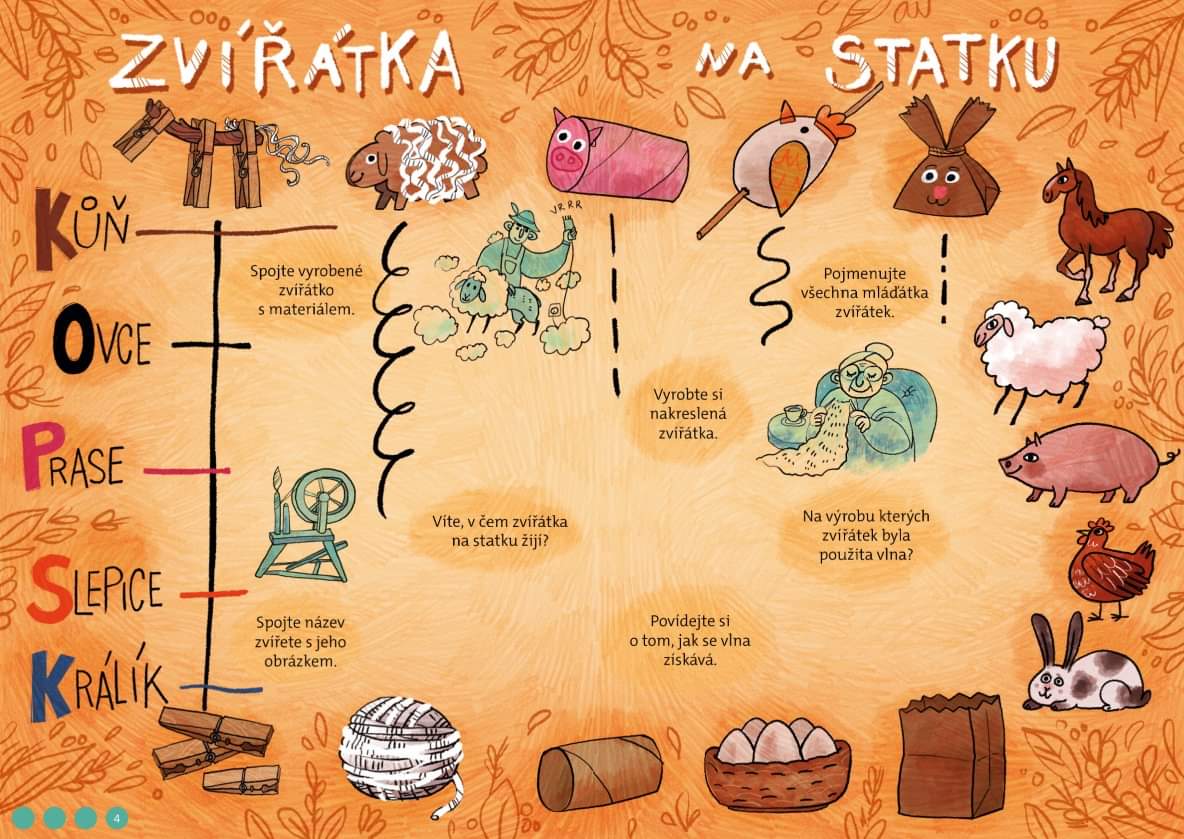 ZVÍŘÁTKA NA STATKU
VRRR
KŮŇ
Spojte vyrobené
zvířátko
s materiálem.
Pojmenujte
všechna mláďátka
zvířátek.
OVCE
Vyrobte si
nakreslená
zvířátka.
PRASE
Víte, v čem zvířátka
na statku žijí?
Na výrobu kterých
zvířátek byla
použita vlna?
SLEPICE
Spojte název
zvířete s jeho
obrázkem.
Povídejte si
o tom, jak se vlna
získává.
KRÁLÍK
4